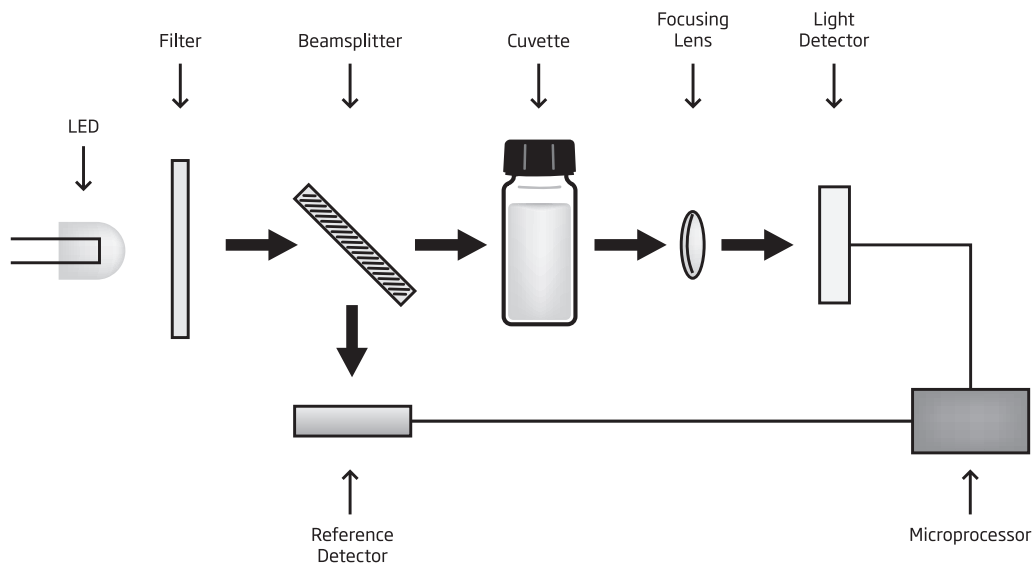 Filter
Beamsplitter
Cuvette
Focusing
Lens
Light
Detector
LED
Reference
Detector
Microprocessor